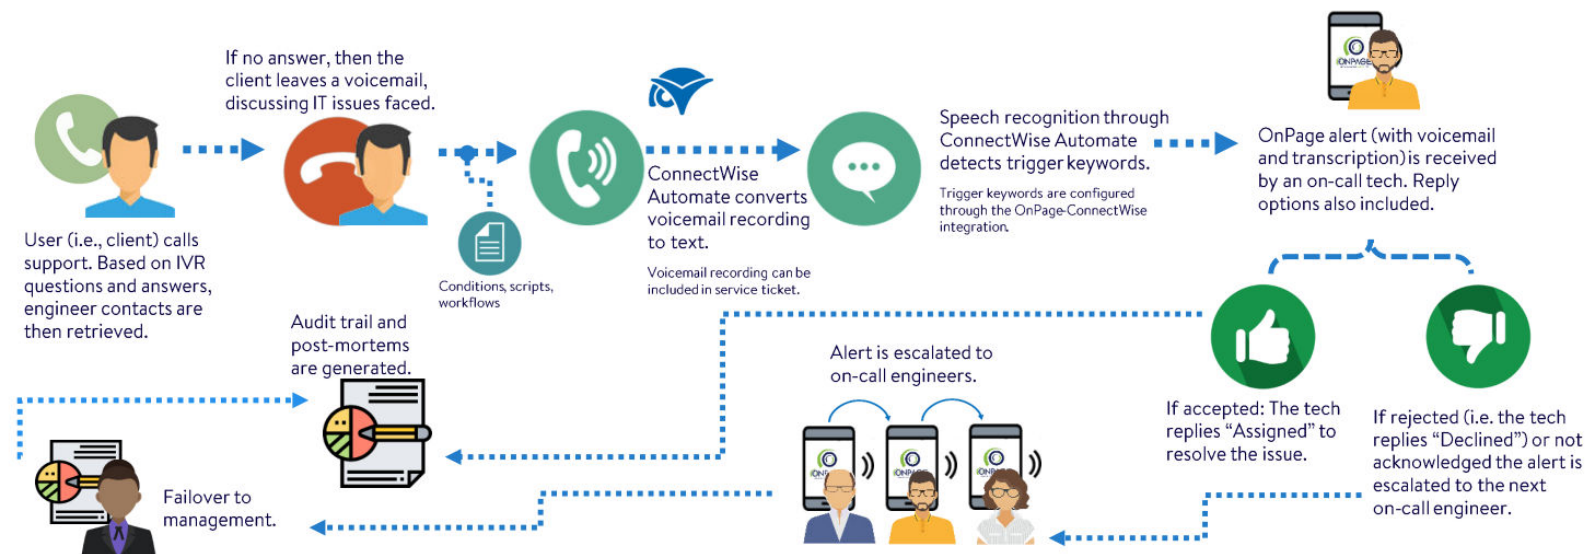 User (i.e., client) calls
support. Based on IVR
questions and answers,
engineer contacts are
then retrieved.
If no answer, then the
client leaves a voicemail,
discussing IT issues faced.
Conditions, scripts,
workflows
ConnectWise
Automate converts
voicemail recording
to text.
Voicemail recording can be
included in service ticket.
Speech recognition through
ConnectWise Automate
detects trigger keywords.
Trigger keywords are configured
through the OnPage-ConnectWise
integration.
ONPAGE
OnPage alert (with voicemail
and transcription) is received
by an on-call tech. Reply
options also included.
If accepted: The tech
replies “Assigned” to
resolve the issue.
If rejected (i.e. the tech
replies “Declined”) or not
acknowledged the alert is
escalated to the next
on-call engineer.
Alert is escalated to
on-call engineers.
ONPAGE
ONPAGE
ONPAGE
Audit trail and
post-mortems
are generated.
Failover to
management.